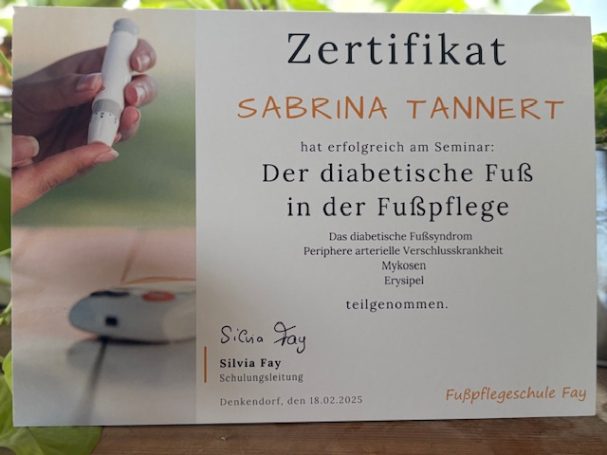 Zertifikat
SABRINA TANNERT
hat erfolgreich am Seminar:
Der diabetische Fuß
in der Fußpflege
Das diabetische Fußsyndrom
Periphere arterielle Verschlusskrankheit
Mykosen
Erysipel
teilgenommen.
Silvia Fay
Silvia Fay
Schulungsleitung
Denkendorf, den 18.02.2025
Fußpflegeschule Fay